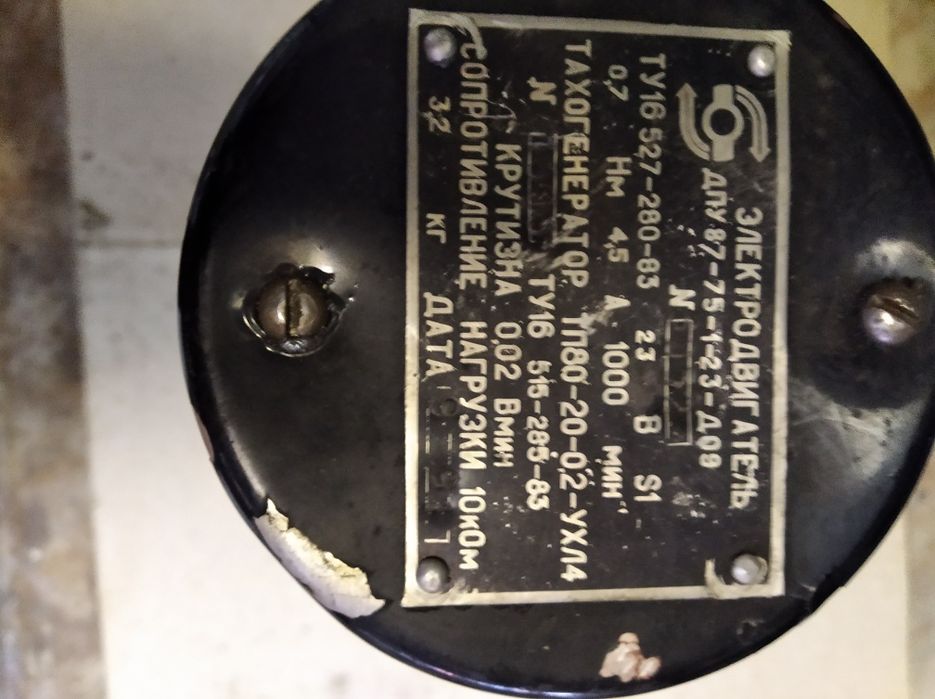 ЭЛЕКТРОДВИГАТЕЛЬ
ДПУ 87-75-1-23-Д09
N
ТУ16 527-280-83 23 В S1
0,7 Нм 4,5 А 1000 мин
ТАХОГЕНЕРАТОР ТП80-20-0,2-УХЛ4
N ТУ16 515-285-83
КРУТИЗНА 0,02 Вмин
СОПРОТИВЛЕНИЕ НАГРУЗКИ 10кОм
3,2 кг ДАТА